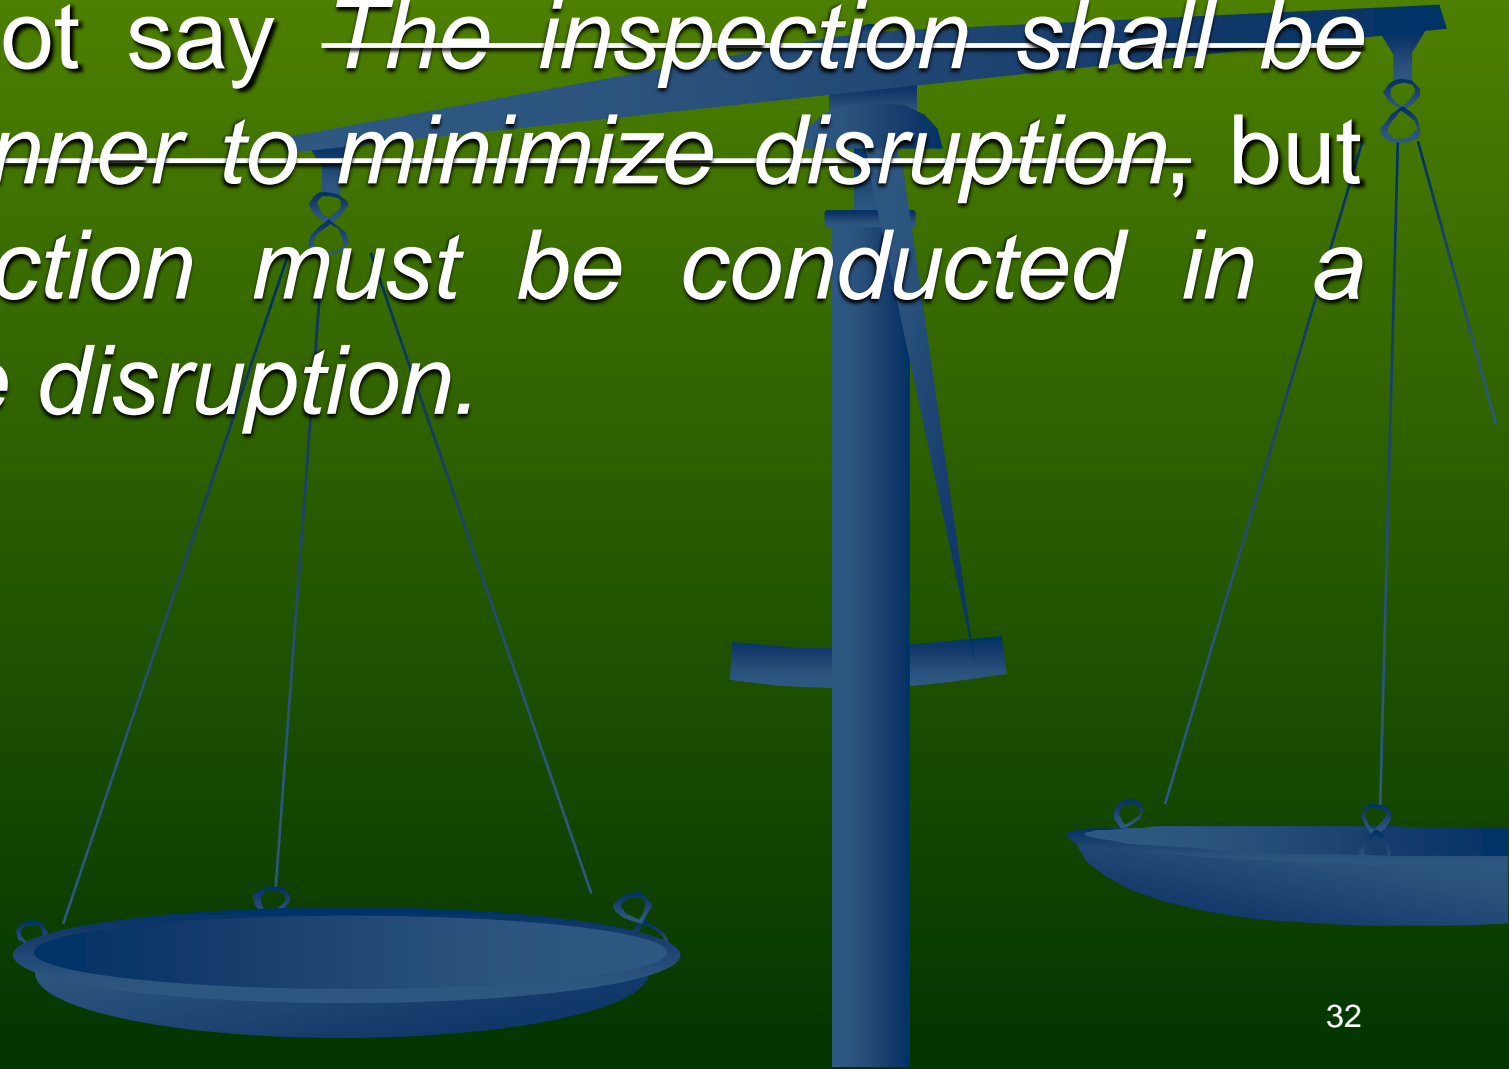 ot say The inspection shall be
nner to minimize disruption, but
ction must be conducted in a
e disruption.
32